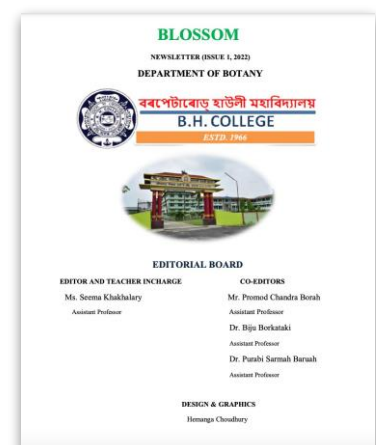 BLOSSOM
NEWSLETTER (ISSUE 1, 2022)
DEPARTMENT OF BOTANY
বৰপেটাৰোড্ হাউলী মহাবিদ্যালয়
B.H. COLLEGE
ESTD. 1966
EDITORIAL BOARD
EDITOR AND TEACHER INCHARGE
Ms. Seema Khakhalary
Assistant Professor
CO-EDITORS
Mr. Promod Chandra Borah
Assistant Professor
Dr. Biju Borkataki
Assistant Professor
Dr. Purabi Sarmah Baruah
Assistant Professor
DESIGN & GRAPHICS
Hemanga Choudhury